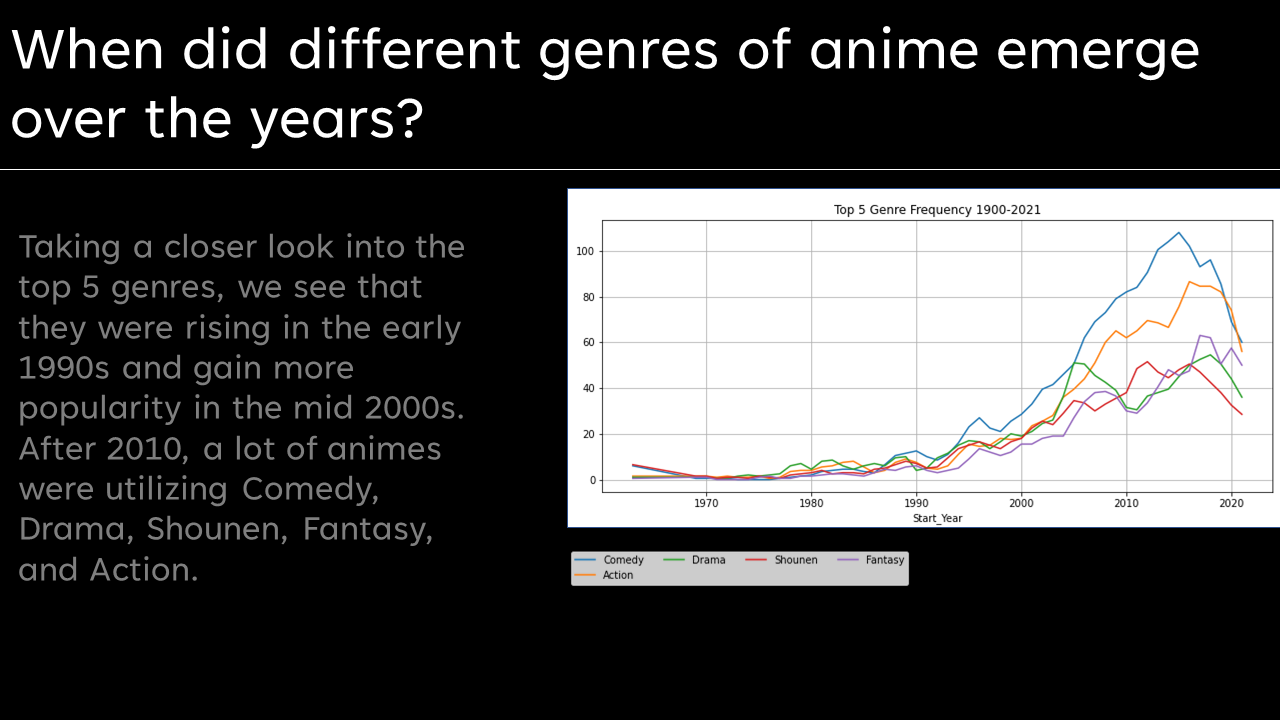 When did different genres of anime emerge
over the years?
Taking a closer look into the
top 5 genres, we see that
they were rising in the early
1990s and gain more
popularity in the mid 2000s.
After 2010, a lot of animes
were utilizing Comedy,
Drama, Shounen, Fantasy,
and Action.
Top 5 Genre Frequency 1900-2021
100
80
60
40
20
0
1970 1980 1990 2000 2010 2020
Start_Year
Comedy Drama Shounen Fantasy
Action